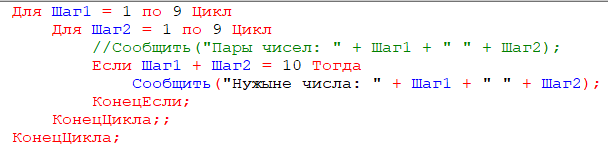 Для Шаг1 = 1 по 9 Цикл
Для Шаг2 = 1 по 9 Цикл
//Сообщить("Пары чисел: " + Шаг1 + " " + Шаг2);
Если Шаг1 + Шаг2 = 10 Тогда
Сообщить("Нужыне числа: " + Шаг1 + " " + Шаг2);
КонецЕсли;
КонецЦикла;;
КонецЦикла;